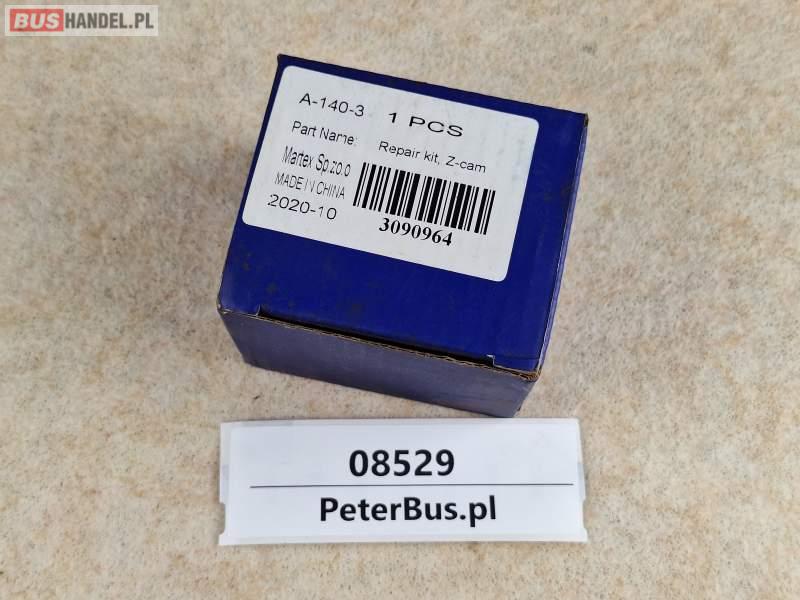 BUSHANDEL.PL
A-140-3 1 PCS
Part Name: Repair kit, Z-cam
Martex Sp.zo.o
MADE IN CHINA
2020-10
3090964
08529
PeterBus.pl